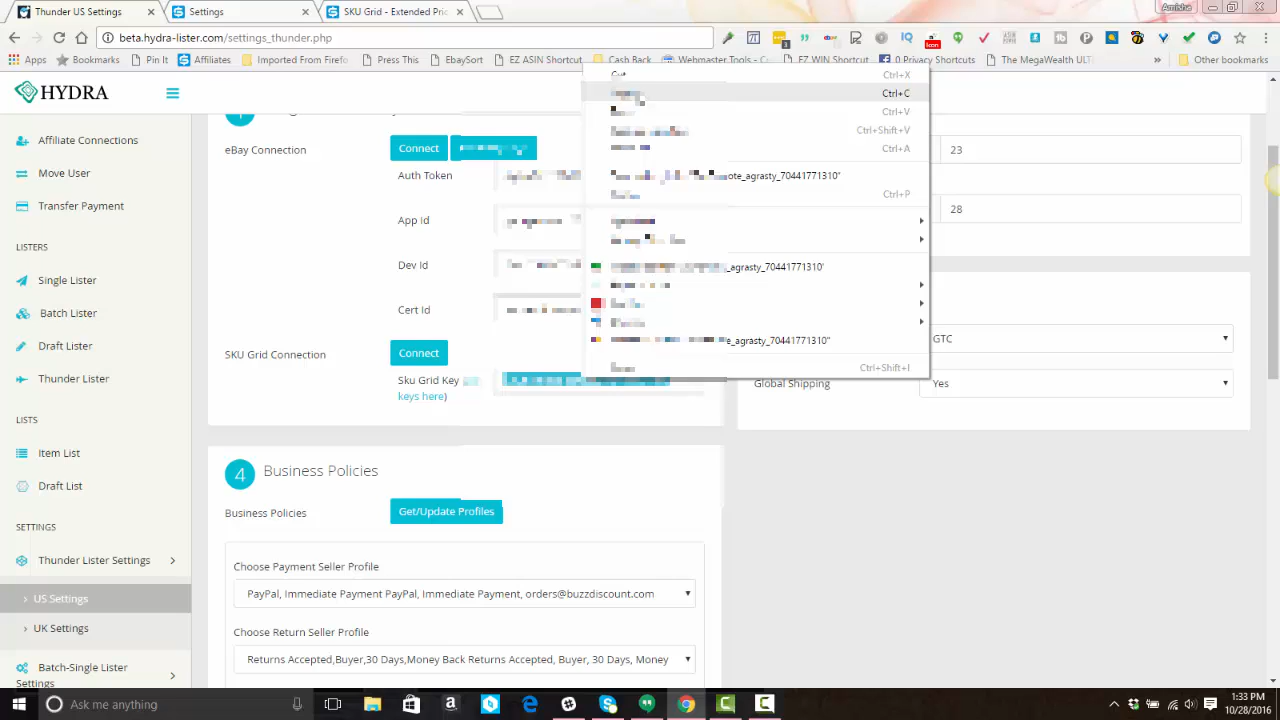 Thunder US Settings
Settings
SKU Grid - Extended Pric
Amishe
beta.hydra-lister.com/settings_thunder.php
Apps
Bookmarks
Pin It
Affiliates
Imported From Firefo
Press This
EbaySort
EZ ASIN Shortcut
Cash Back
Webmaster Tools - C
EZ WIN Shortcut
Privacy Shortcuts
The MegaWealth ULT
»
Other bookmarks
Icon
HYDRA
Affiliate Connections
Move User
Transfer Payment
LISTERS
Single Lister
Batch Lister
Draft Lister
Thunder Lister
LISTS
Item List
Draft List
SETTINGS
Thunder Lister Settings
US Settings
UK Settings
Batch-Single Lister
Settings
eBay Connection
Connect
Auth Token
App Id
Dev Id
Cert Id
SKU Grid Connection
Connect
Sku Grid Key
keys here)
Cut
Ctrl+X
Ctrl+C
Ctrl+V
Ctrl+Shift+V
Ctrl+A
ote_agrasty_70441771310"
Ctrl+P
_agrasty_70441771310'
e_agrasty_70441771310"
Ctrl+Shift+I
23
28
GTC
Global Shipping
Yes
4
Business Policies
Business Policies
Get/Update Profiles
Choose Payment Seller Profile
PayPal, Immediate Payment PayPal, Immediate Payment, orders@buzzdiscount.com
Choose Return Seller Profile
Returns Accepted,Buyer,30 Days,Money Back Returns Accepted, Buyer, 30 Days, Money
Ask me anything
1:33 PM
10/28/2016